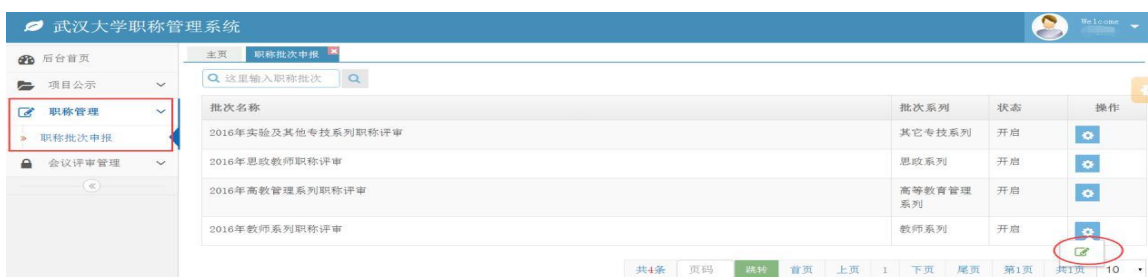 武汉大学职称管理系统
Welcome
后台首页
项目公示
职称管理
职称批次申报
会议评审管理
主页 职称批次申报
这里输入职称批次
批次名称 批次系列 状态 操作
2016年实验及其他专技系列职称评审 其它专技系列 开启
2016年思政教师职称评审 思政系列 开启
2016年高教管理系列职称评审 高等教育管理系列 开启
2016年教师系列职称评审 教师系列 开启
共4条 页码 跳转 首页 上页 1 下页 尾页 第1页 共1页 10